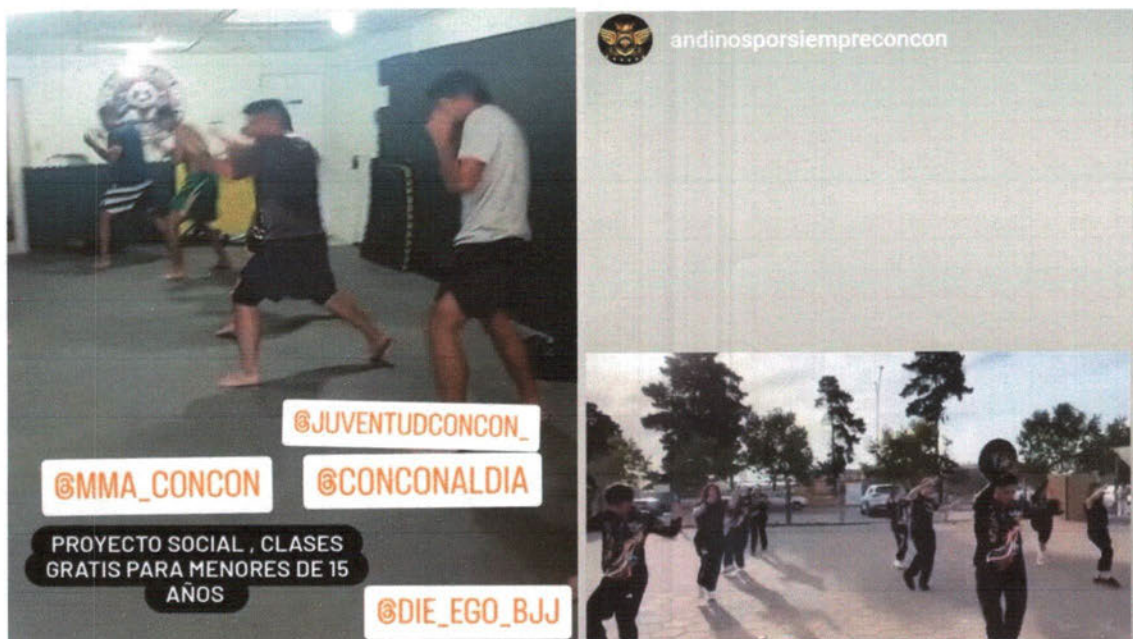 @JUVENTUDCONCON_
@MMA_CONCON
@CONCONALDIA
PROYECTO SOCIAL , CLASES
GRATIS PARA MENORES DE 15
AÑOS
@DIE_EGO_BJJ
andinosporsiempreconcon